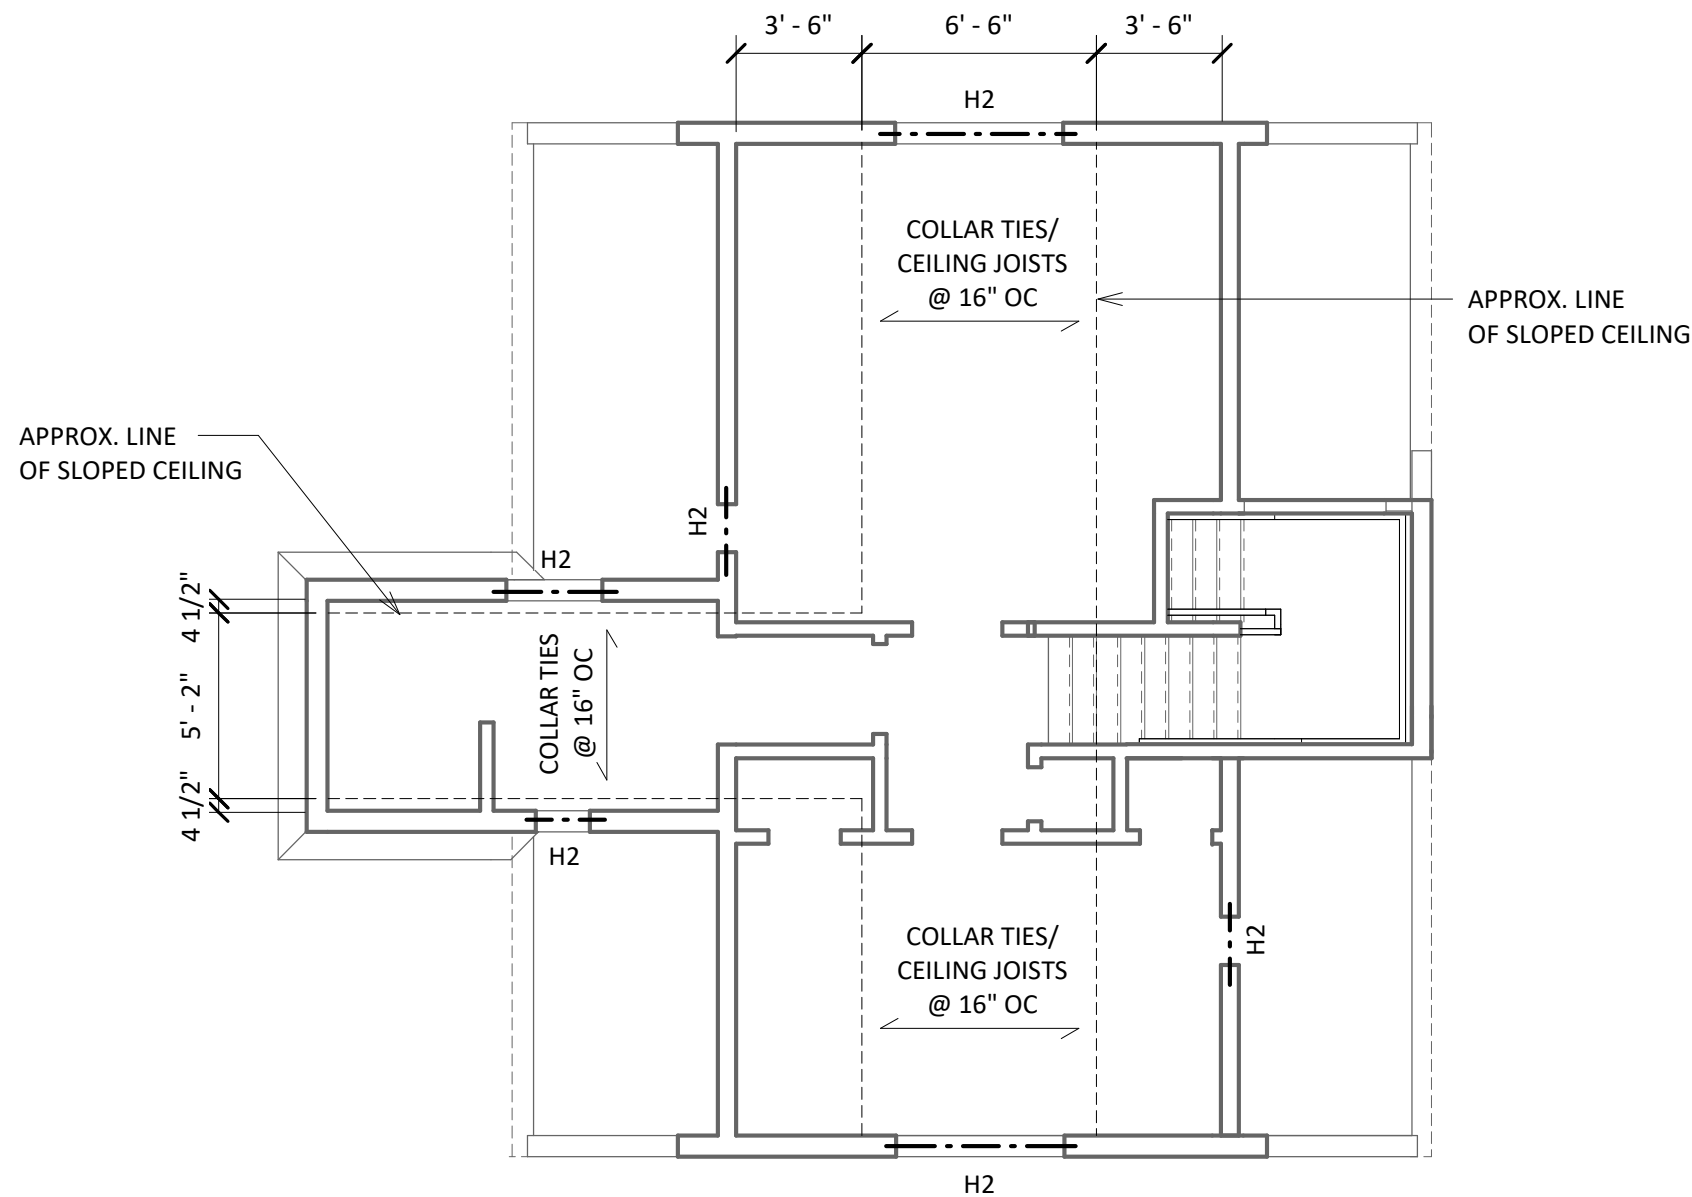 3' - 6"
6' - 6"
3' - 6"
H2
COLLAR TIES/
CEILING JOISTS
@ 16" OC
APPROX. LINE
OF SLOPED CEILING
APPROX. LINE
OF SLOPED CEILING
H2
H2
4 1/2"
5' - 2"
4 1/2"
COLLAR TIES
@ 16" OC
H2
COLLAR TIES/
CEILING JOISTS
@ 16" OC
H2
H2